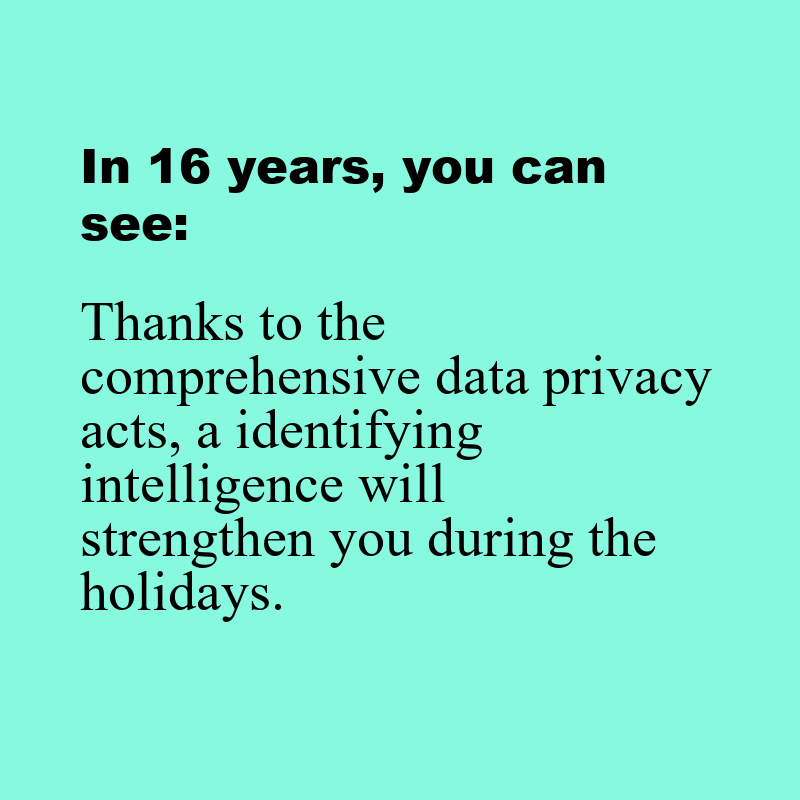 In 16 years, you can
see:
Thanks to the
comprehensive data privacy
acts, a identifying
intelligence will
strengthen you during the
holidays.